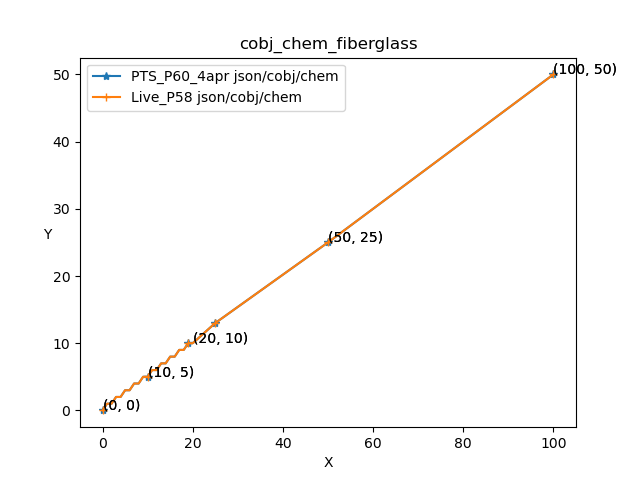 cobj_chem_fiberglass
PTS_P60_4apr json/cobj/chem
Live_P58 json/cobj/chem
(100, 50)
50
40
30
Y
(50, 25)
20
(20, 10)
10
(10, 5)
(0, 0)
0
0 20 40 60 80 100
X